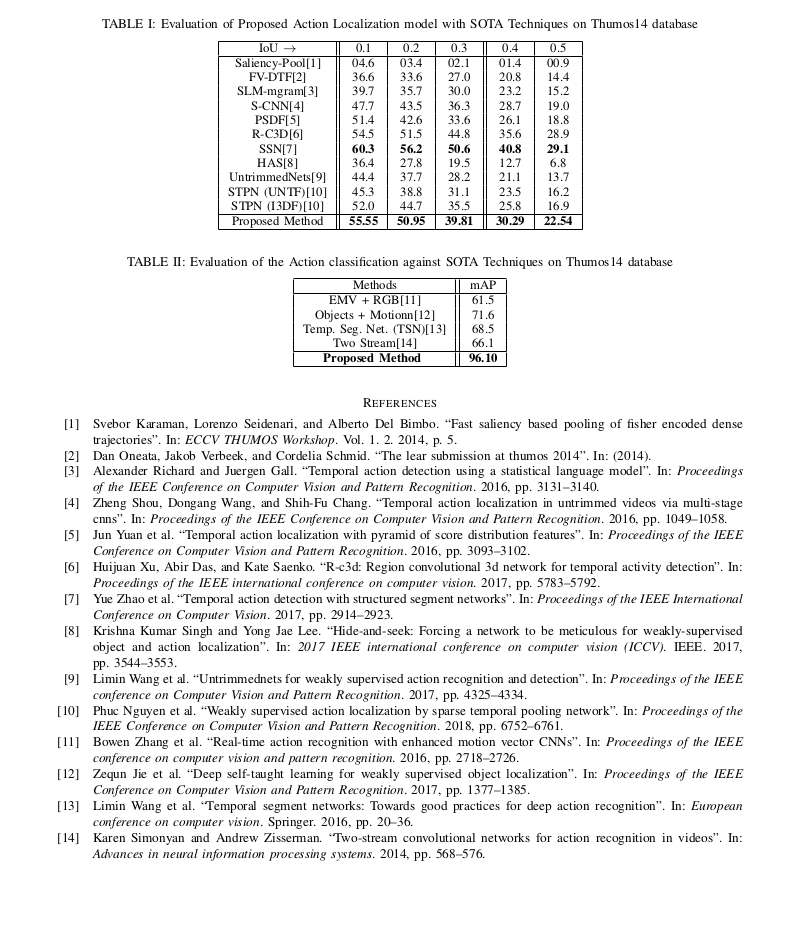 TABLE I: Evaluation of Proposed Action Localization model with SOTA Techniques on Thumos14 database
IoU → 0.1 0.2 0.3 0.4 0.5
Saliency-Pool[1] 04.6 03.4 02.1 01.4 00.9
FV-DTF[2] 36.6 33.6 27.0 20.8 14.4
SLM-mgram[3] 39.7 35.7 30.0 23.2 15.2
S-CNN[4] 47.7 43.5 36.3 28.7 19.0
PSDF[5] 51.4 42.6 33.6 26.1 18.8
R-C3D[6] 54.5 51.5 44.8 35.6 28.9
SSN[7] 60.3 56.2 50.6 40.8 29.1
HAS[8] 36.4 27.8 19.5 12.7 6.8
UntrimmedNets[9] 44.4 37.7 28.2 21.1 13.7
STPN (UNTF)[10] 45.3 38.8 31.1 23.5 16.2
STPN (I3DF)[10] 52.0 44.7 35.5 25.8 16.9
Proposed Method 55.55 50.95 39.81 30.29 22.54
TABLE II: Evaluation of the Action classification against SOTA Techniques on Thumos14 database
Methods mAP
EMV + RGB[11] 61.5
Objects + Motionn[12] 71.6
Temp. Seg. Net. (TSN)[13] 68.5
Two Stream[14] 66.1
Proposed Method 96.10
REFERENCES
[1] Svebor Karaman, Lorenzo Seidenari, and Alberto Del Bimbo. “Fast saliency based pooling of fisher encoded dense
trajectories”. In: ECCV THUMOS Workshop. Vol. 1. 2. 2014, p. 5.
[2] Dan Oneata, Jakob Verbeek, and Cordelia Schmid. “The lear submission at thumos 2014”. In: (2014).
[3] Alexander Richard and Juergen Gall. “Temporal action detection using a statistical language model”. In: Proceedings
of the IEEE Conference on Computer Vision and Pattern Recognition. 2016, pp. 3131–3140.
[4] Zheng Shou, Dongang Wang, and Shih-Fu Chang. “Temporal action localization in untrimmed videos via multi-stage
cnns”. In: Proceedings of the IEEE Conference on Computer Vision and Pattern Recognition. 2016, pp. 1049–1058.
[5] Jun Yuan et al. “Temporal action localization with pyramid of score distribution features”. In: Proceedings of the IEEE
Conference on Computer Vision and Pattern Recognition. 2016, pp. 3093–3102.
[6] Huijuan Xu, Abir Das, and Kate Saenko. “R-c3d: Region convolutional 3d network for temporal activity detection”. In:
Proceedings of the IEEE international conference on computer vision. 2017, pp. 5783–5792.
[7] Yue Zhao et al. “Temporal action detection with structured segment networks”. In: Proceedings of the IEEE International
Conference on Computer Vision. 2017, pp. 2914–2923.
[8] Krishna Kumar Singh and Yong Jae Lee. “Hide-and-seek: Forcing a network to be meticulous for weakly-supervised
object and action localization”. In: 2017 IEEE international conference on computer vision (ICCV). IEEE. 2017,
pp. 3544–3553.
[9] Limin Wang et al. “Untrimmednets for weakly supervised action recognition and detection”. In: Proceedings of the IEEE
conference on Computer Vision and Pattern Recognition. 2017, pp. 4325–4334.
[10] Phuc Nguyen et al. “Weakly supervised action localization by sparse temporal pooling network”. In: Proceedings of the
IEEE Conference on Computer Vision and Pattern Recognition. 2018, pp. 6752–6761.
[11] Bowen Zhang et al. “Real-time action recognition with enhanced motion vector CNNs”. In: Proceedings of the IEEE
conference on computer vision and pattern recognition. 2016, pp. 2718–2726.
[12] Zequn Jie et al. “Deep self-taught learning for weakly supervised object localization”. In: Proceedings of the IEEE
Conference on Computer Vision and Pattern Recognition. 2017, pp. 1377–1385.
[13] Limin Wang et al. “Temporal segment networks: Towards good practices for deep action recognition”. In: European
conference on computer vision. Springer. 2016, pp. 20–36.
[14] Karen Simonyan and Andrew Zisserman. “Two-stream convolutional networks for action recognition in videos”. In:
Advances in neural information processing systems. 2014, pp. 568–576.